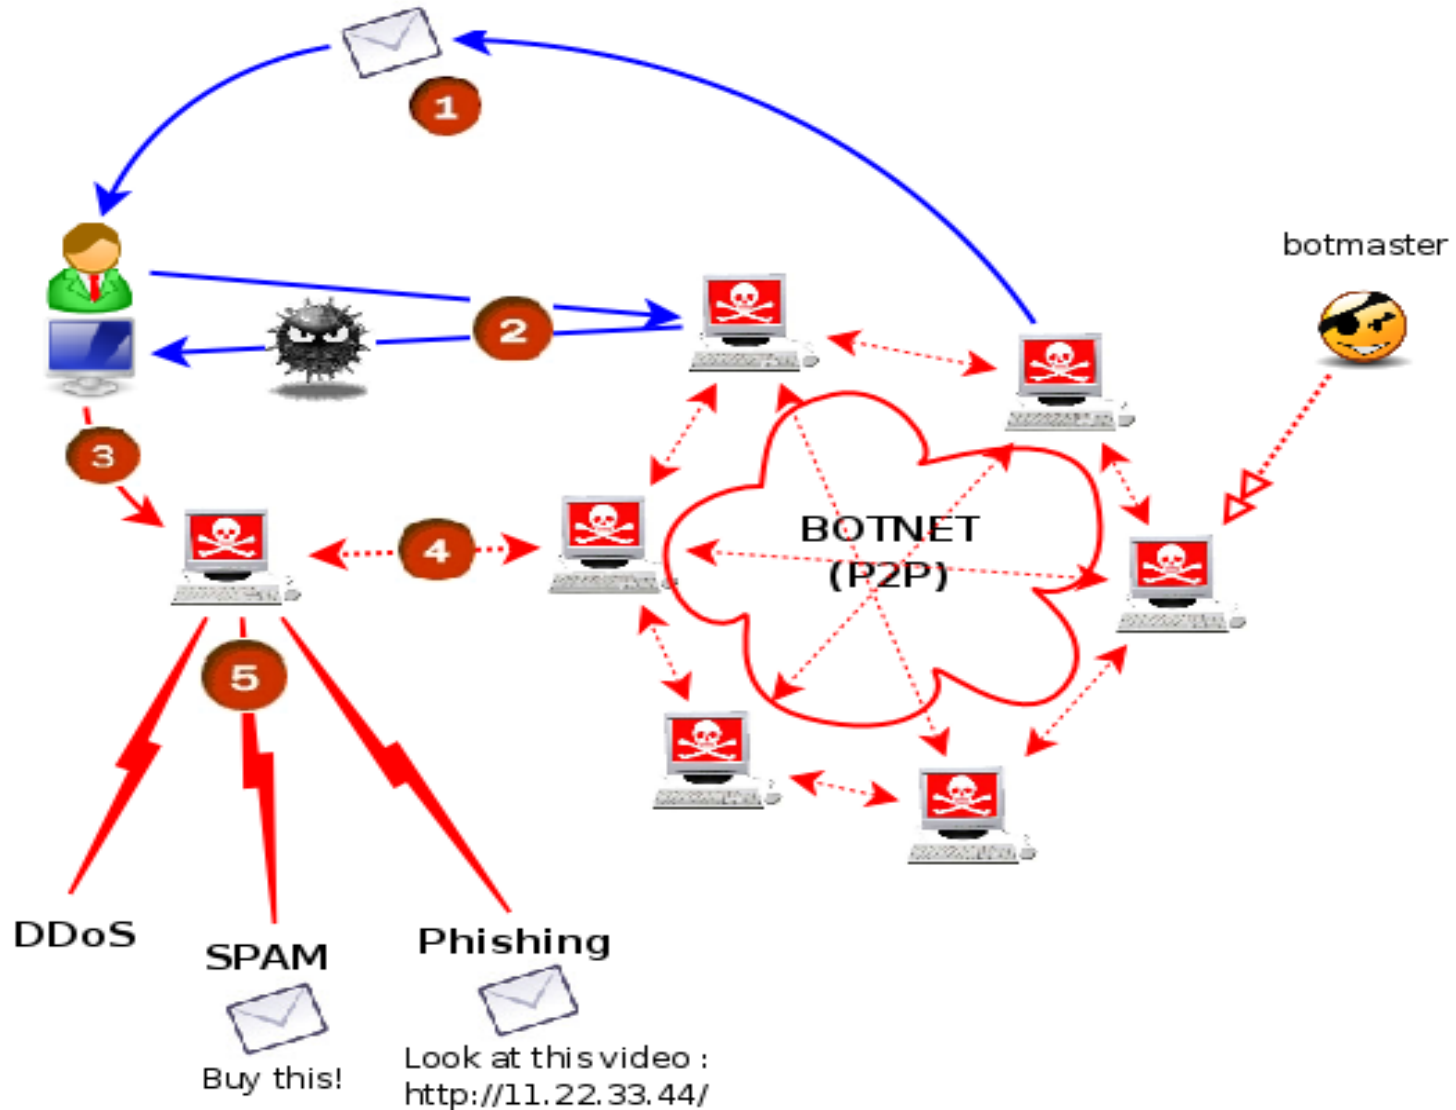 1
botmaster
2
3
BOTNET
(P2P)
4
5
DDoS
SPAM
Phishing
Buy this!
Look at this video :
http://11.22.33.44/